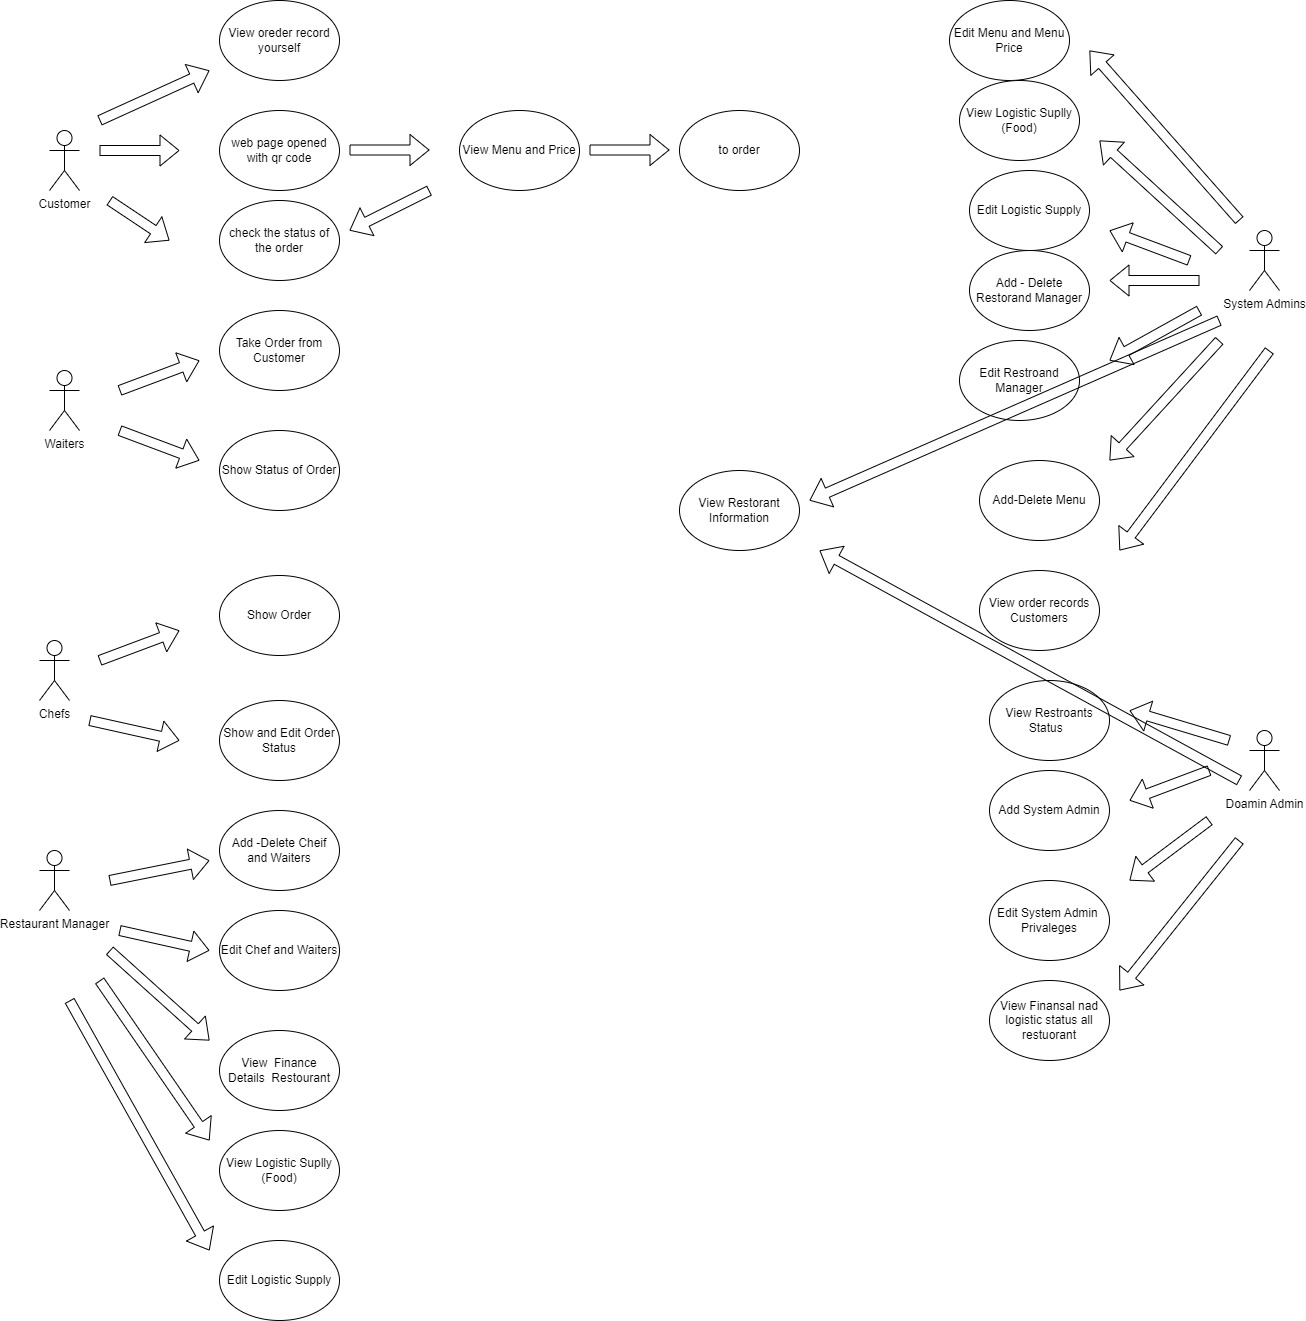 View oreder record
yourself
Customer
web page opened
with qr code
View Menu and Price
to order
check the status of
the order
Waiters
Take Order from
Customer
Show Status of Order
Chefs
Show Order
Show and Edit Order
Status
Restaurant Manager
Add -Delete Cheif
and Waiters
Edit Chef and Waiters
View  Finance
Details  Restourant
View Logistic Suplly
(Food)
Edit Logistic Supply
Edit Menu and Menu
Price
View Logistic Suplly
(Food)
Edit Logistic Supply
Add - Delete
Restorand Manager
System Admins
Edit Restroand
Manager
Add-Delete Menu
View Restorant
Information
View order records
Customers
View Restroants
Status
Add System Admin
Doamin Admin
Edit System Admin
Privaleges
View Finansal nad
logistic status all
restuorant